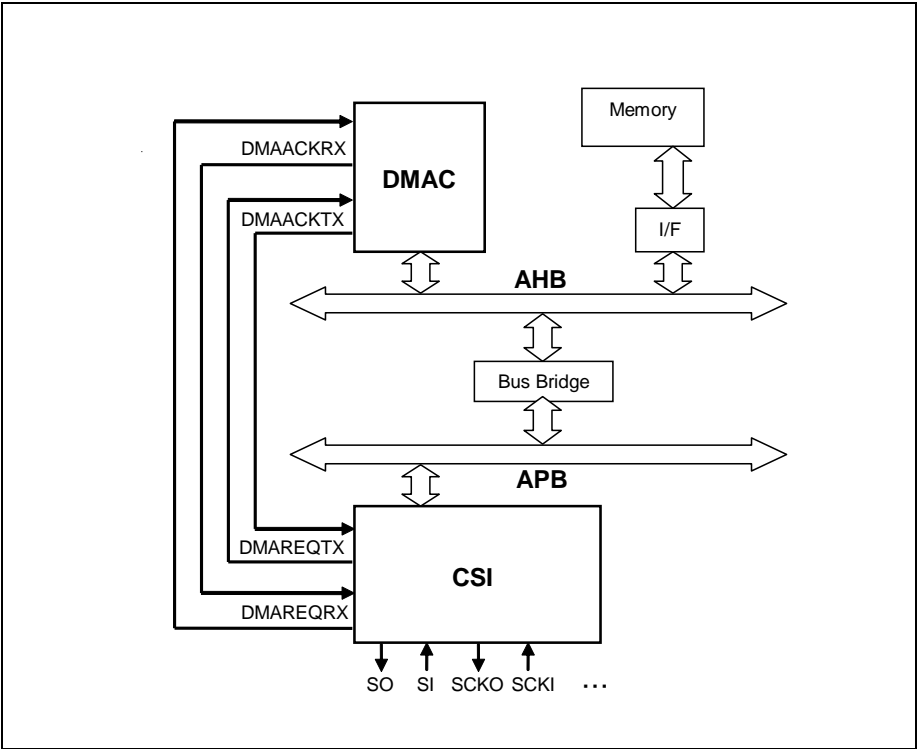 Memory
DMAACKRX
DMAC
DMAACKTX
I/F
AHB
Bus Bridge
APB
DMAREQTX
CSI
DMAREQRX
SO SI SCKO SCKI ...